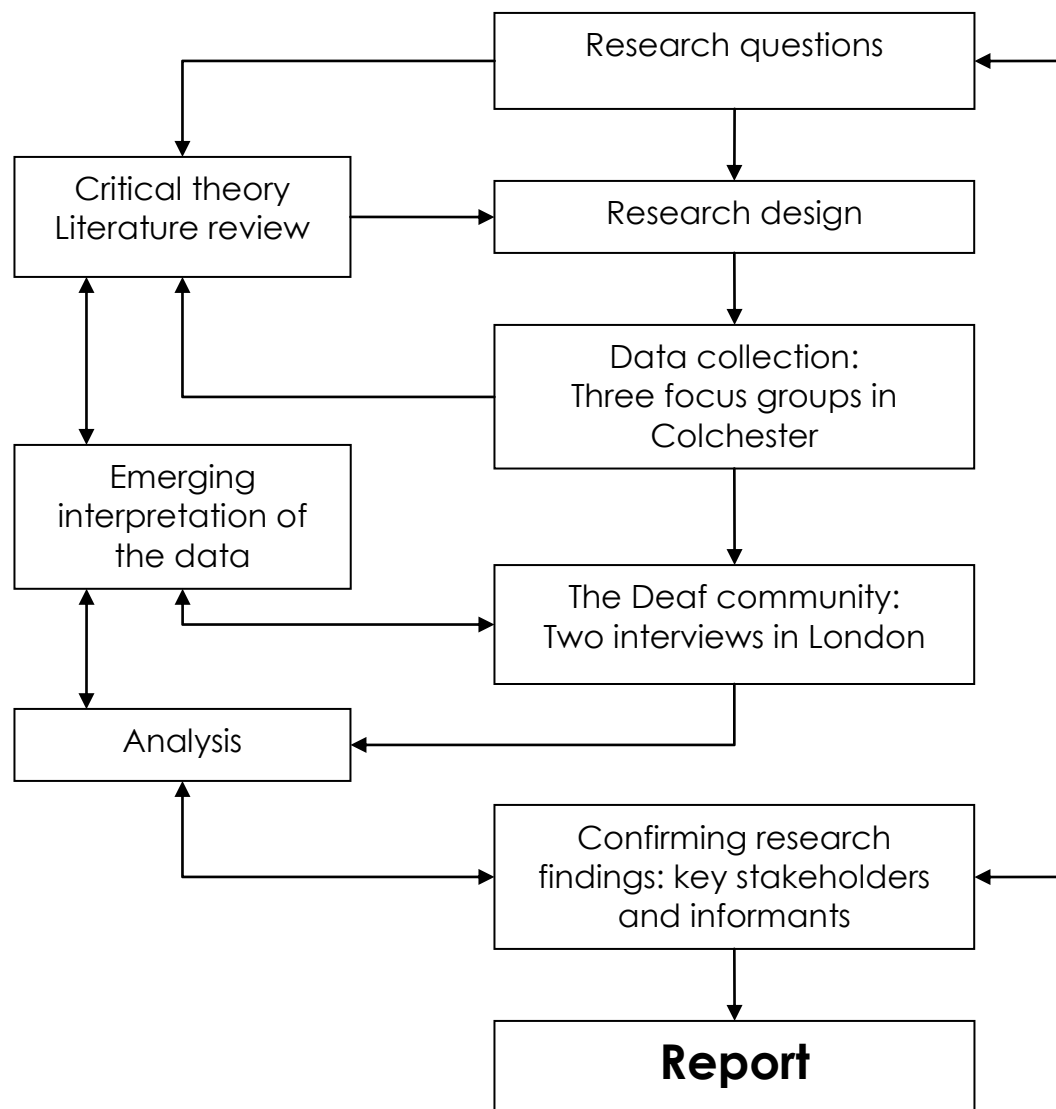 Research questions
Critical theory
Literature review
Research design
Data collection:
Three focus groups in
Colchester
Emerging
interpretation of
the data
The Deaf community:
Two interviews in London
Analysis
Confirming research
findings: key stakeholders
and informants
Report